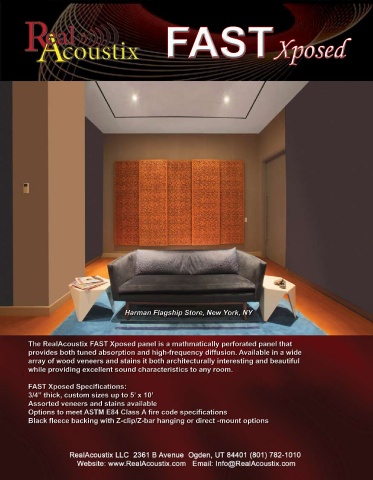 Real Acoustix
FAST Xposed
Harman Flagship Store, New York, NY
The RealAcoustix FAST Xposed panel is a mathmatically perforated panel that
provides both tuned absorption and high-frequency diffusion. Available in a wide
array of wood veneers and stains it both architecturally interesting and beautiful
while providing excellent sound characteristics to any room.
FAST Xposed Specifications:
3/4" thick, custom sizes up to 5' x 10'
Assorted veneers and stains available
Options to meet ASTM E84 Class A fire code specifications
Black fleece backing with Z-clip/Z-bar hanging or direct -mount options
RealAcoustix LLC 2361 B Avenue Ogden, UT 84401 (801) 782-1010
Website: www.RealAcoustix.com Email: Info@RealAcoustix.com